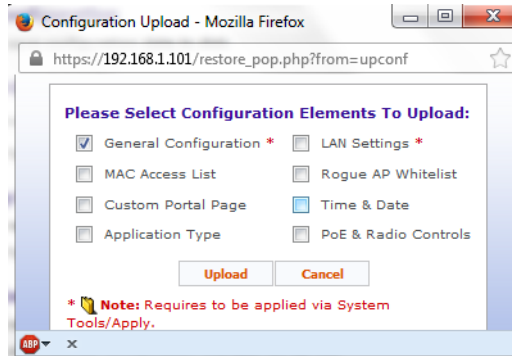 Configuration Upload - Mozilla Firefox
https://192.168.1.101/restore_pop.php?from=upconf
Please Select Configuration Elements To Upload:
General Configuration * LAN Settings *
MAC Access List Rogue AP Whitelist
Custom Portal Page Time & Date
Application Type PoE & Radio Controls
Upload Cancel
* Note: Requires to be applied via System
Tools/Apply.
ABP x